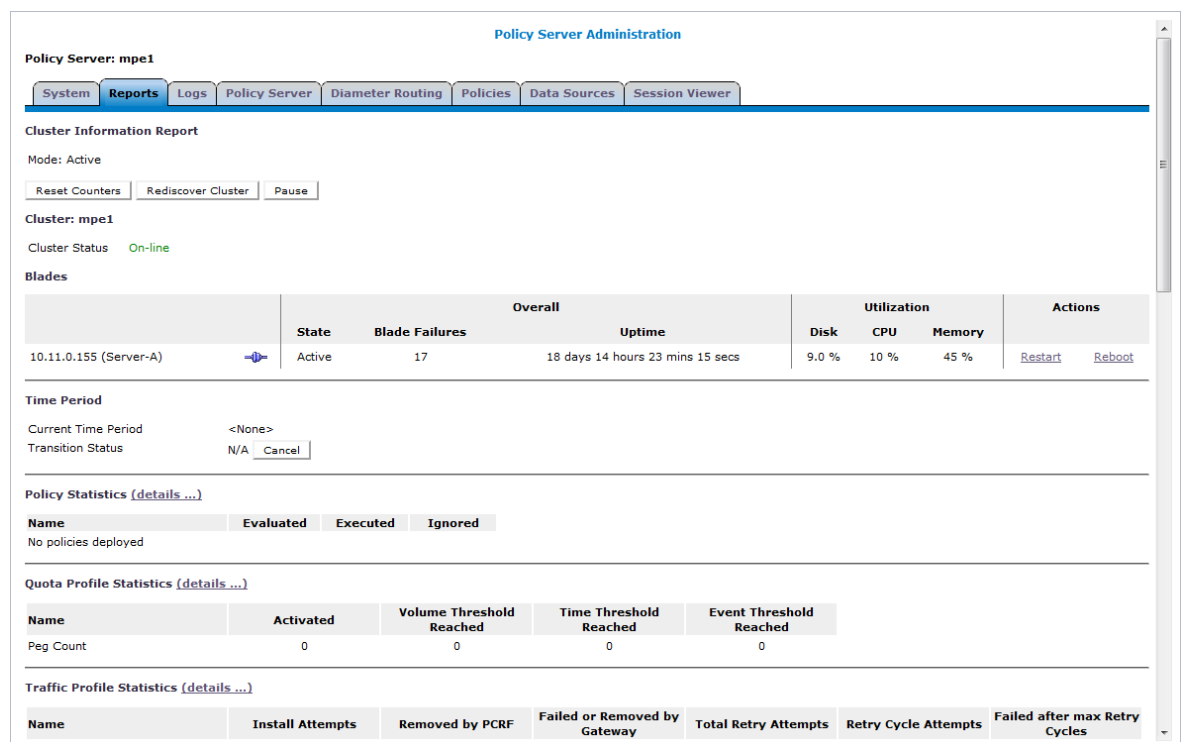 Policy Server Administration
Policy Server: mpe1
System Reports Logs Policy Server Diameter Routing Policies Data Sources Session Viewer
Cluster Information Report
Mode: Active
Reset Counters Rediscover Cluster Pause
Cluster: mpe1
Cluster Status On-line
Blades
Overall Utilization Actions
State Blade Failures Uptime Disk CPU Memory
10.11.0.155 (Server-A) Active 17 18 days 14 hours 23 mins 15 secs 9.0 % 10 % 45 % Restart Reboot
Time Period
Current Time Period <None>
Transition Status N/A Cancel
Policy Statistics (details ...)
Name Evaluated Executed Ignored
No policies deployed
Quota Profile Statistics (details ...)
Name Activated Volume Threshold Reached Time Threshold Reached Event Threshold Reached
Peg Count 0 0 0 0
Traffic Profile Statistics (details ...)
Name Install Attempts Removed by PCRF Failed or Removed by Gateway Total Retry Attempts Retry Cycle Attempts Failed after max Retry Cycles